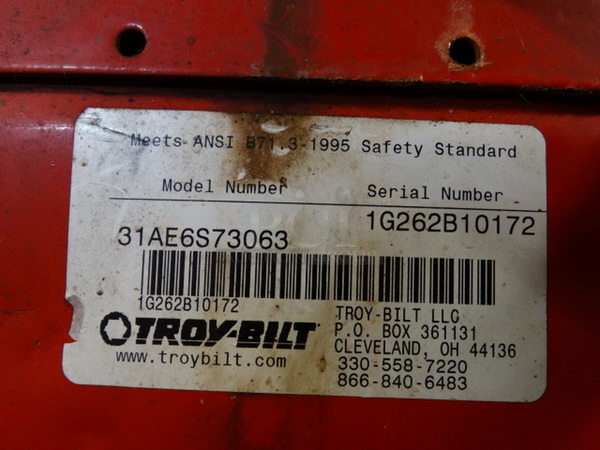 Meets ANSI B71.3-1995 Safety Standard
Model Number Serial Number
31AE6S73063 1G262B10172
1G262B10172
TROY-BILT
www.troybilt.com
TROY-BILT LLC
P.O. BOX 361131
CLEVELAND, OH 44136
330-558-7220
866-840-6483